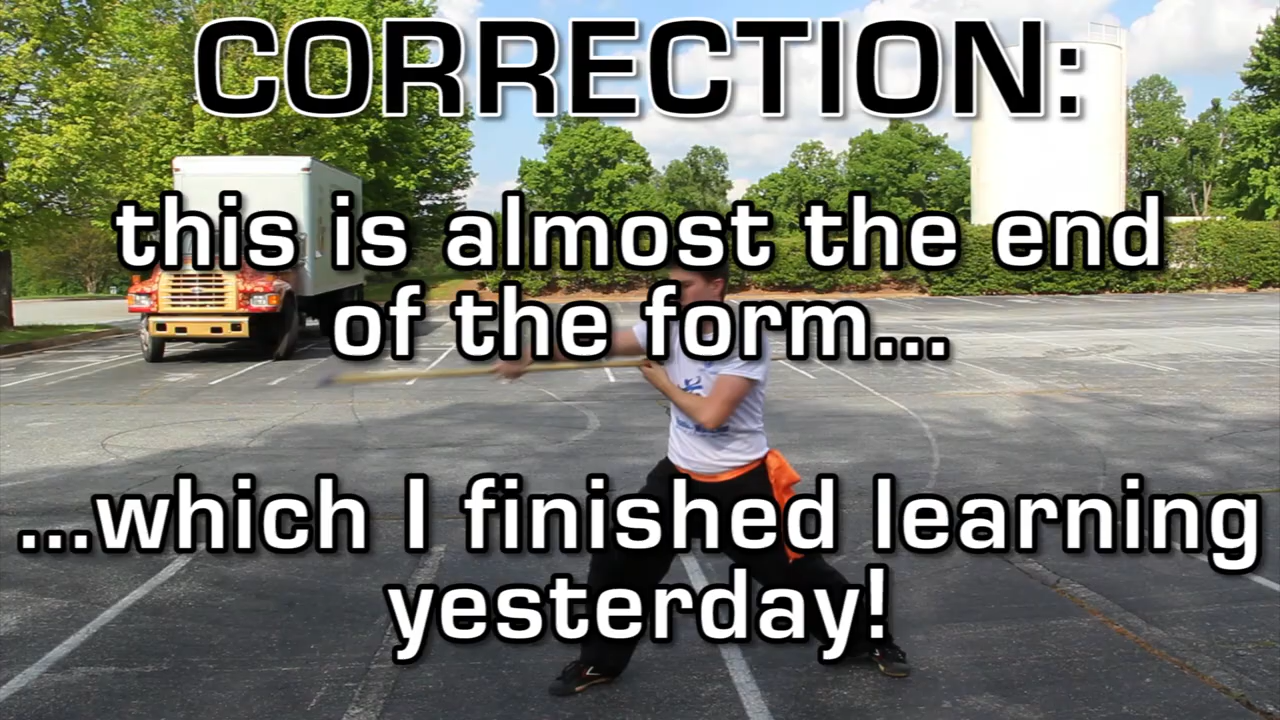 CORRECTION:
this is almost the end
of the form...
...which I finished learning
yesterday!